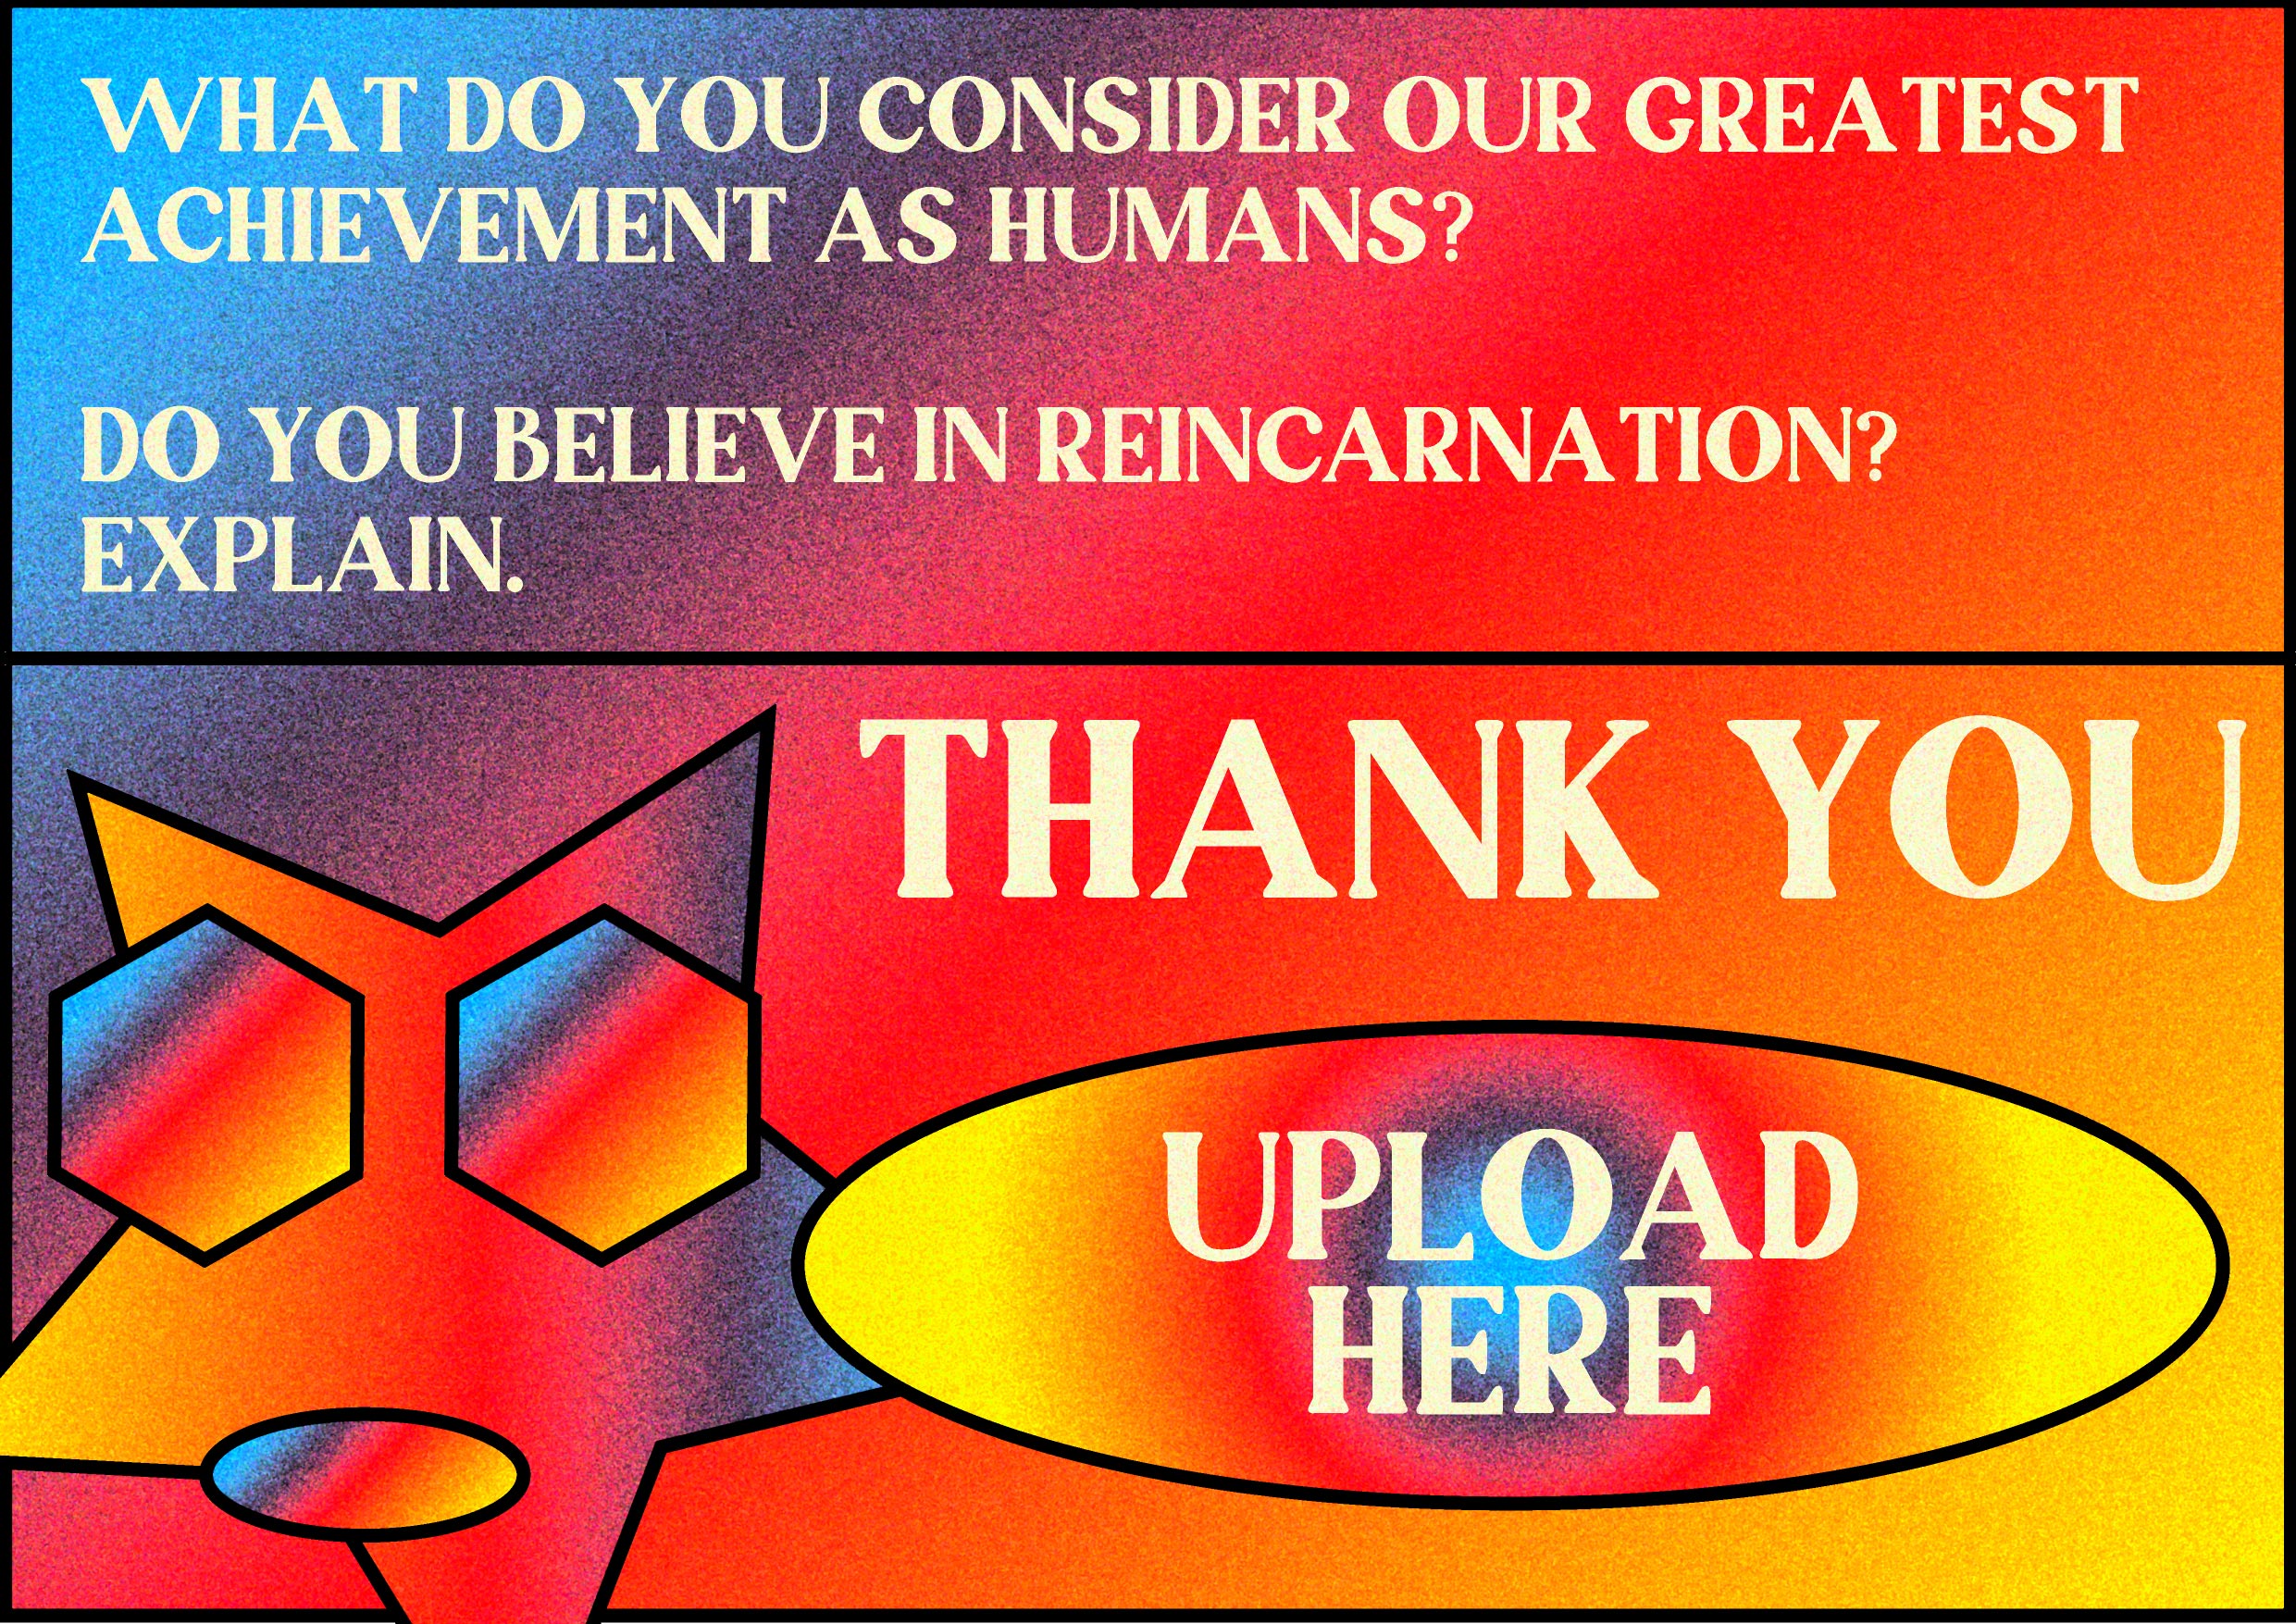 WHAT DO YOU CONSIDER OUR GREATEST
ACHIEVEMENT AS HUMANS?
DO YOU BELIEVE IN REINCARNATION?
EXPLAIN.
THANK YOU
UPLOAD
HERE